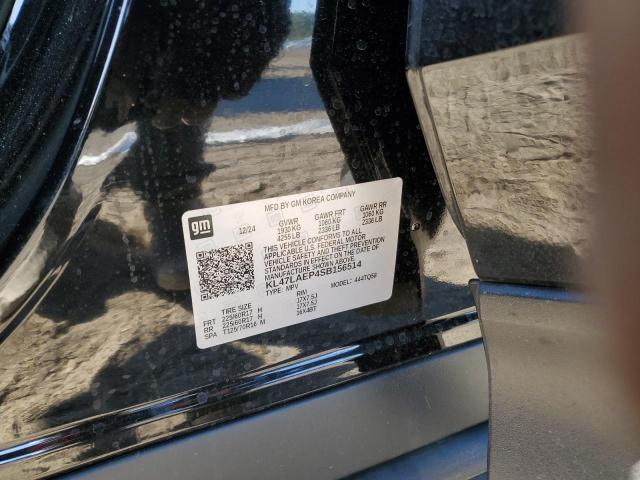 gm
12/24
MFD BY GM KOREA COMPANY
GVWR GAWR FRT GAWR RR
1930 KG 1060 KG 1060 KG
4255 LB 2336 LB 2336 LB
THIS VEHICLE CONFORMS TO ALL
APPLICABLE U.S. FEDERAL MOTOR
VEHICLE SAFETY AND THEFT PREVENTION
STANDARDS IN EFFECT ON THE DATE OF
MANUFACTURE SHOWN ABOVE.
KL47LAEP4SB156514
TYPE: MPV MODEL: 444TQ58
TIRE SIZE RIM
FRT 225/60R17 H 17X7.5J
RR 225/60R17 H 17X7.5J
SPA T125/70R16 M 16X4BT